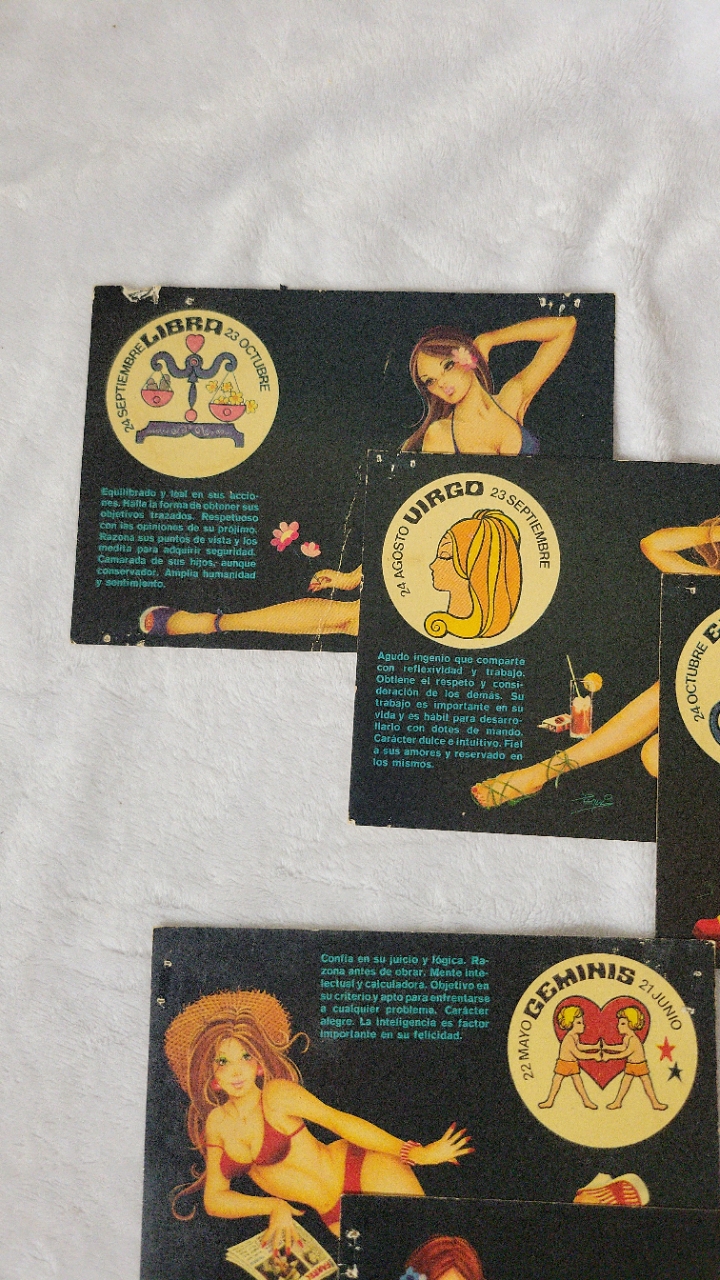 LIBRA
24 SEPTIEMBRE
23 OCTUBRE
Equilibrado y leal en sus accio-
nes. Halla la forma de obtener sus
objetivos trazados. Respetuoso
con las opiniones de su prójimo.
Razona sus puntos de vista y los
medita para adquirir seguridad.
Camarada de sus hijos, aunque
conservador. Amplia humanidad
y sentimiento.
VIRGO
24 AGOSTO
23 SEPTIEMBRE
Agudo ingenio que comparte
con reflexividad y trabajo.
Obtiene el respeto y consi-
deración de los demás. Su
trabajo es importante en su
vida y es hábil para desarro-
llarlo con dotes de mando.
Carácter dulce e intuitivo. Fiel
a sus amores y reservado en
los mismos.
24 OCTUBRE
Confía en su juicio y lógica. Ra-
zona antes de obrar. Mente inte-
lectual y calculadora. Objetivo en
su criterio y apto para enfrentarse
a cualquier problema. Carácter
alegre. La inteligencia es factor
importante en su felicidad.
GEMINIS
22 MAYO
21 JUNIO